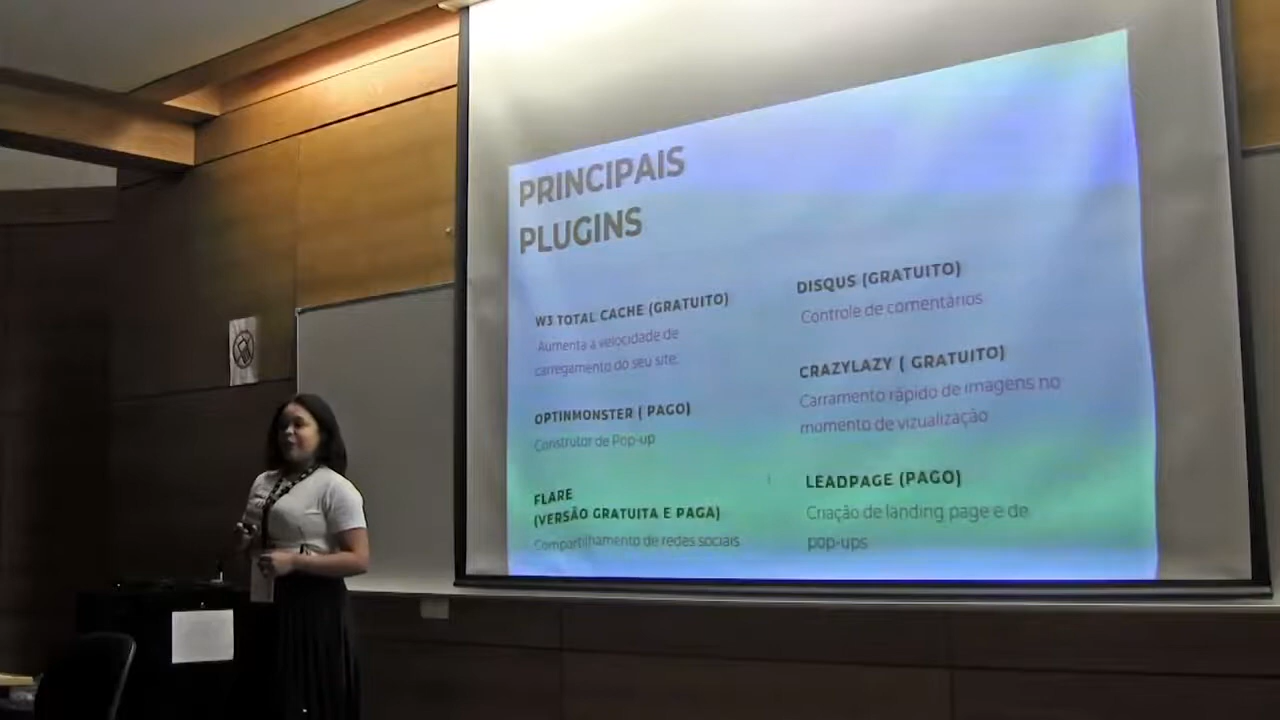 PRINCIPAIS
PLUGINS
W3 TOTAL CACHE (GRATUITO)
Aumenta a velocidade de
carregamento do seu site.
OPTINMONSTER ( PAGO)
Construtor de Pop-up
FLARE
(VERSÃO GRATUITA E PAGA)
Compartilhamento de redes sociais
DISQUS (GRATUITO)
Controle de comentários
CRAZYLAZY ( GRATUITO)
Carramento rápido de imagens no
momento de vizualização
LEADPAGE (PAGO)
Criação de landing page e de
pop-ups